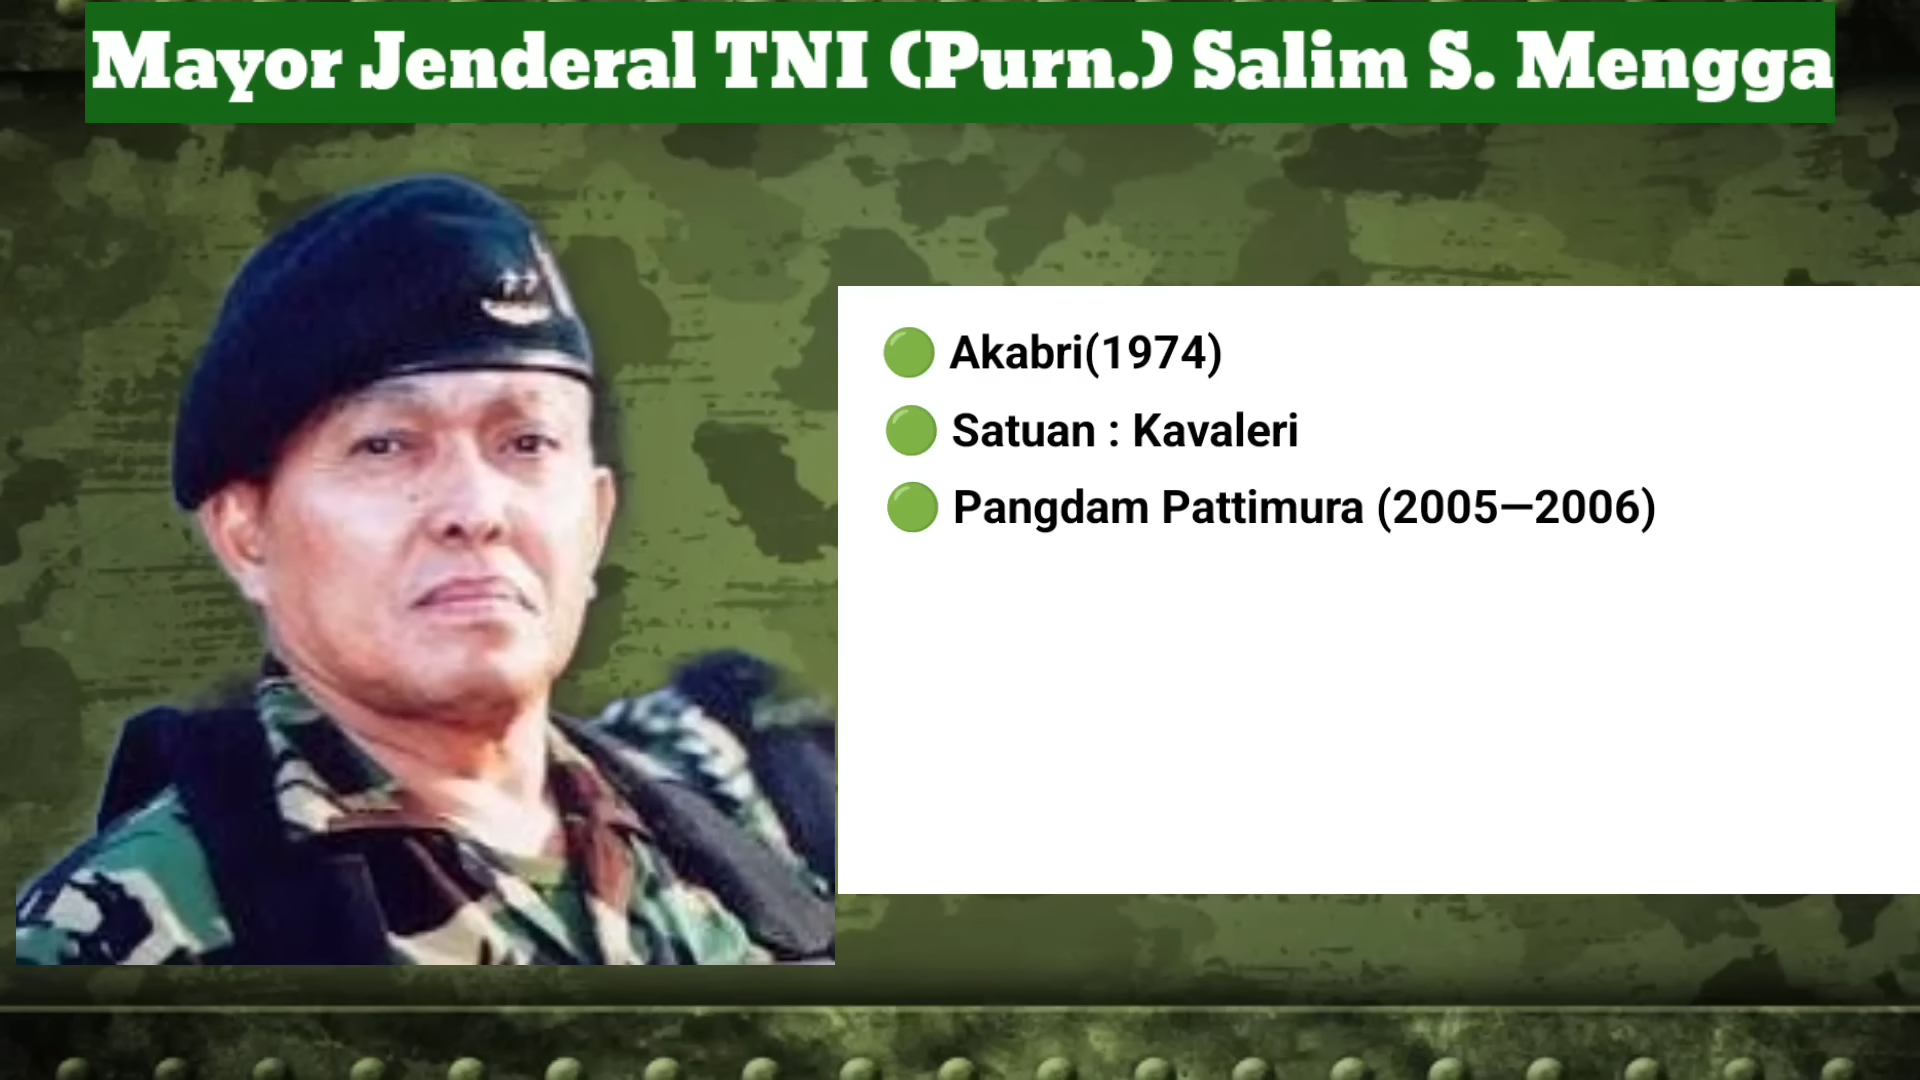 Mayor Jenderal TNI (Purn.) Salim S. Mengga
Akabri(1974)
Satuan : Kavaleri
Pangdam Pattimura (2005—2006)